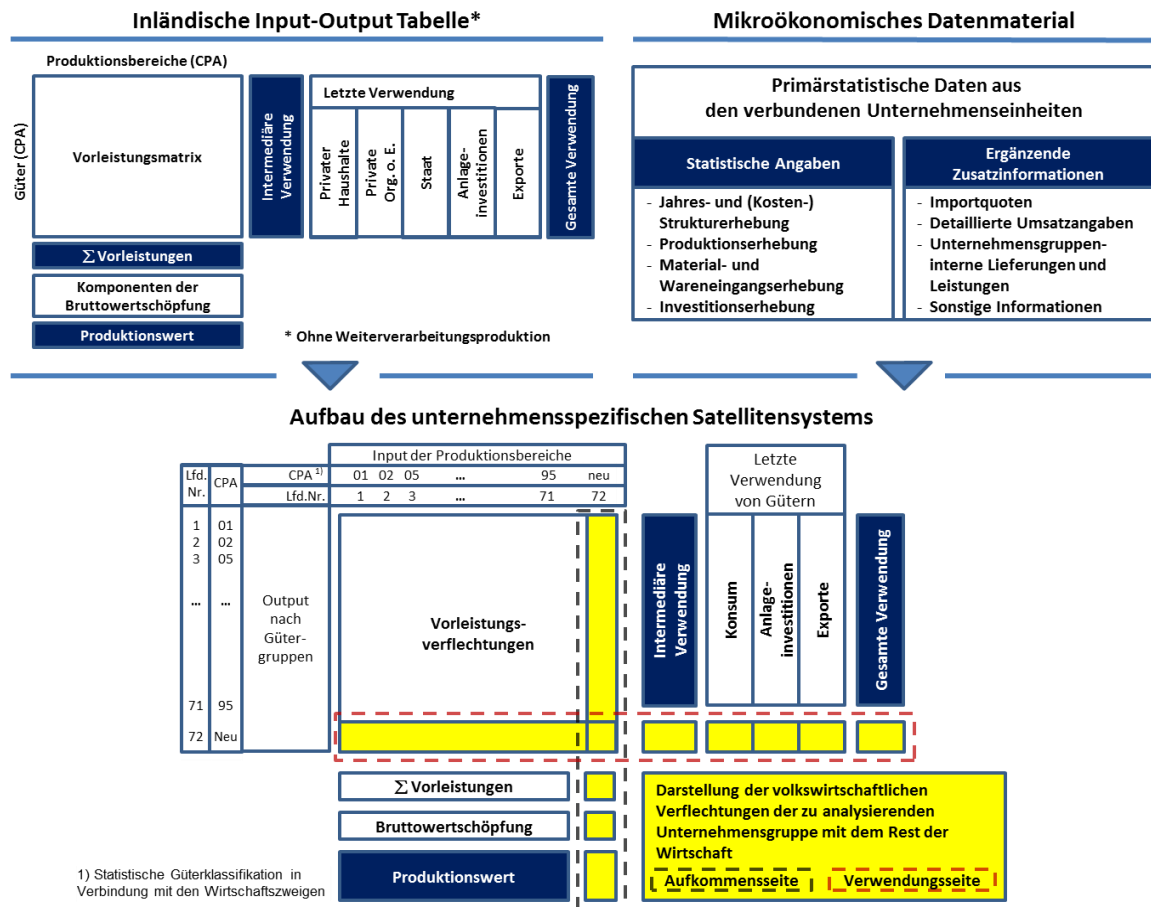 Inländische Input-Output Tabelle*
Produktionsbereiche (CPA)
Güter (CPA)
Vorleistungsmatrix
Intermediäre
Verwendung
Letzte Verwendung
Privater
Haushalte
Private
Org. o. E.
Staat
Anlage-
investitionen
Exporte
Gesamte Verwendung
Σ Vorleistungen
Komponenten der
Bruttowertschöpfung
Produktionswert
* Ohne Weiterverarbeitungsproduktion
Mikroökonomisches Datenmaterial
Primärstatistische Daten aus
den verbundenen Unternehmenseinheiten
Statistische Angaben
- Jahres- und (Kosten-)
Strukturerhebung
- Produktionserhebung
- Material- und
Wareneingangserhebung
- Investitionserhebung
Ergänzende
Zusatzinformationen
- Importquoten
- Detaillierte Umsatzangaben
- Unternehmensgruppen-
interne Lieferungen und
Leistungen
- Sonstige Informationen
Aufbau des unternehmensspezifischen Satellitensystems
Input der Produktionsbereiche
Lfd.
Nr.
CPA
CPA 1) 01 02 05 ... 95 neu
Lfd.Nr. 1 2 3 ... 71 72
1 01
2 02
3 05
... ...
71 95
72 Neu
Output
nach
Güter-
gruppen
Vorleistungs-
verflechtungen
Intermediäre
Verwendung
Letzte
Verwendung
von Gütern
Konsum
Anlage-
investitionen
Exporte
Gesamte Verwendung
Σ Vorleistungen
Bruttowertschöpfung
Produktionswert
Darstellung der volkswirtschaftlichen
Verflechtungen der zu analysierenden
Unternehmensgruppe mit dem Rest der
Wirtschaft
Aufkommensseite Verwendungsseite
1) Statistische Güterklassifikation in
Verbindung mit den Wirtschaftszweigen